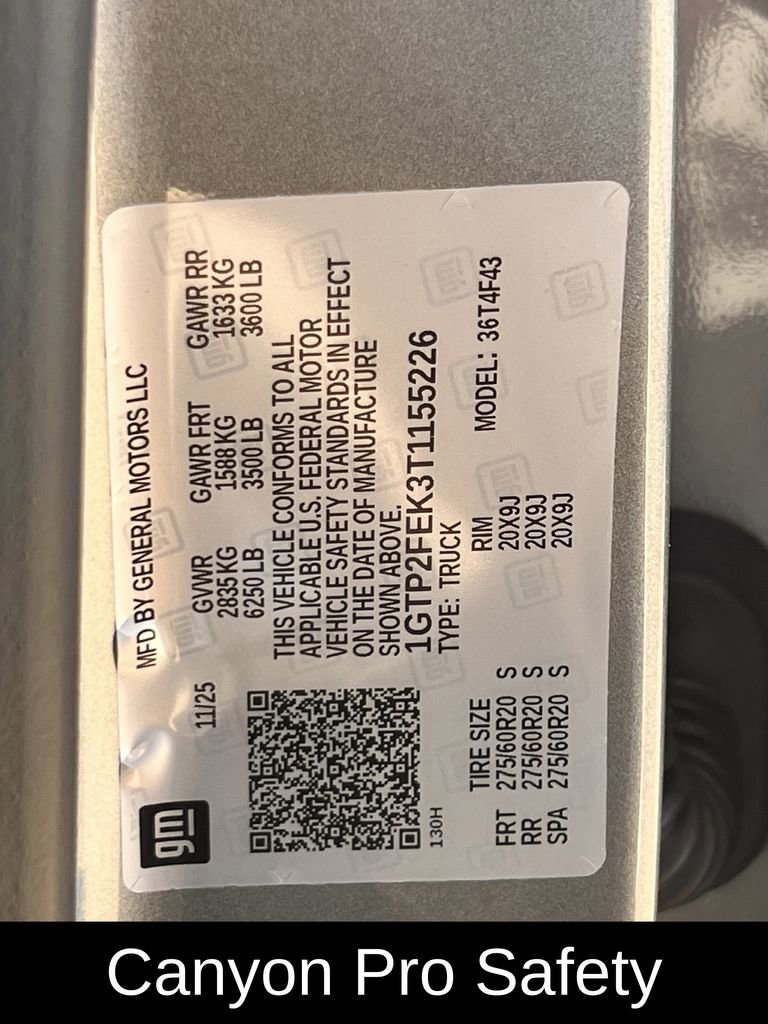 gm
MFD BY GENERAL MOTORS LLC
11/25
GVWR GAWR FRT GAWR RR
2835 KG 1588 KG 1633 KG
6250 LB 3500 LB 3600 LB
THIS VEHICLE CONFORMS TO ALL
APPLICABLE U.S. FEDERAL MOTOR
VEHICLE SAFETY STANDARDS IN EFFECT
ON THE DATE OF MANUFACTURE
SHOWN ABOVE.
1GTP2FEK3T1155226
130H
TYPE: TRUCK
TIRE SIZE RIM MODEL: 36T4F43
FRT 275/60R20 S 20X9J
RR 275/60R20 S 20X9J
SPA 275/60R20 S 20X9J
Canyon Pro Safety